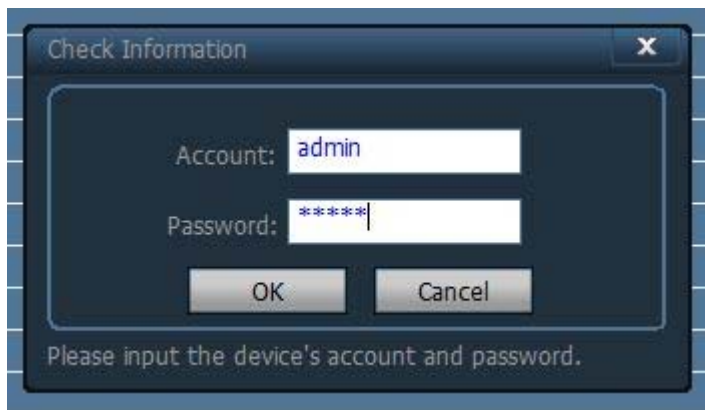 Check Information
x
Account: admin
Password: *****
OK Cancel
Please input the device's account and password.